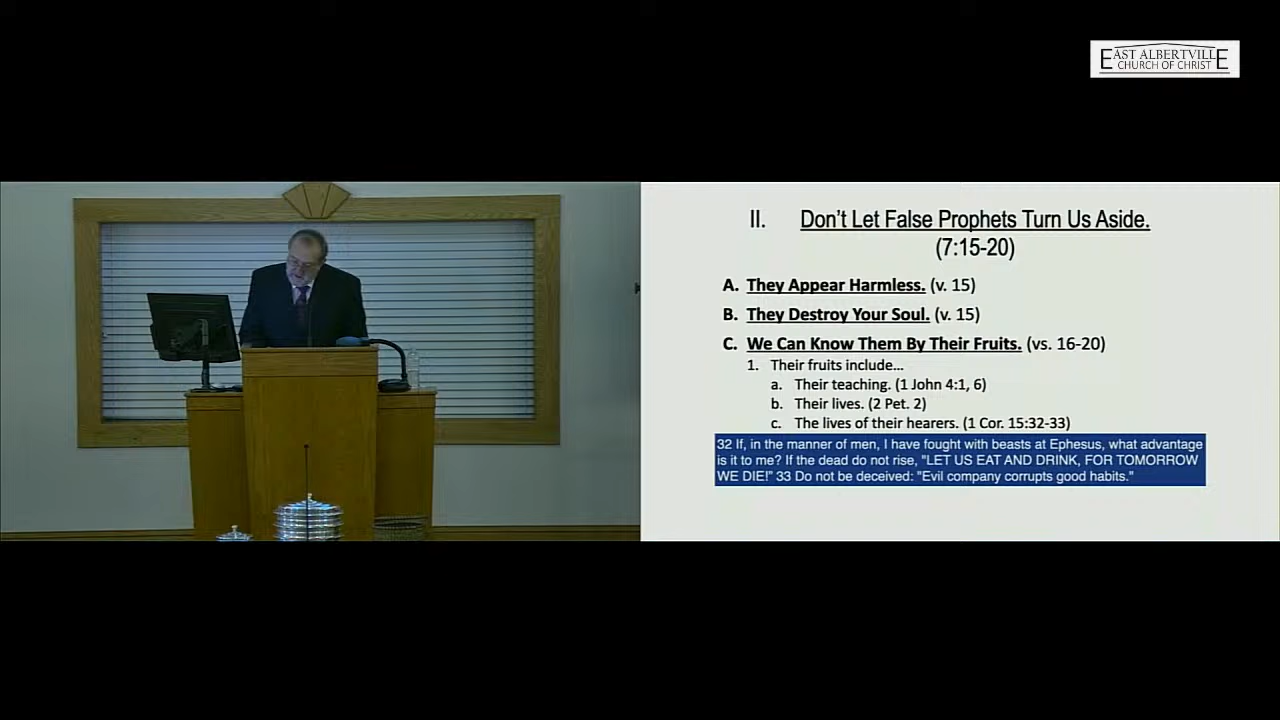 EAST ALBERTVILLE
CHURCH OF CHRIST
II. Don't Let False Prophets Turn Us Aside.
(7:15-20)
A. They Appear Harmless. (v. 15)
B. They Destroy Your Soul. (v. 15)
C. We Can Know Them By Their Fruits. (vs. 16-20)
1. Their fruits include...
a. Their teaching. (1 John 4:1, 6)
b. Their lives. (2 Pet. 2)
c. The lives of their hearers. (1 Cor. 15:32-33)
32 If, in the manner of men, I have fought with beasts at Ephesus, what advantage
is it to me? If the dead do not rise, "LET US EAT AND DRINK, FOR TOMORROW
WE DIE!" 33 Do not be deceived: "Evil company corrupts good habits."